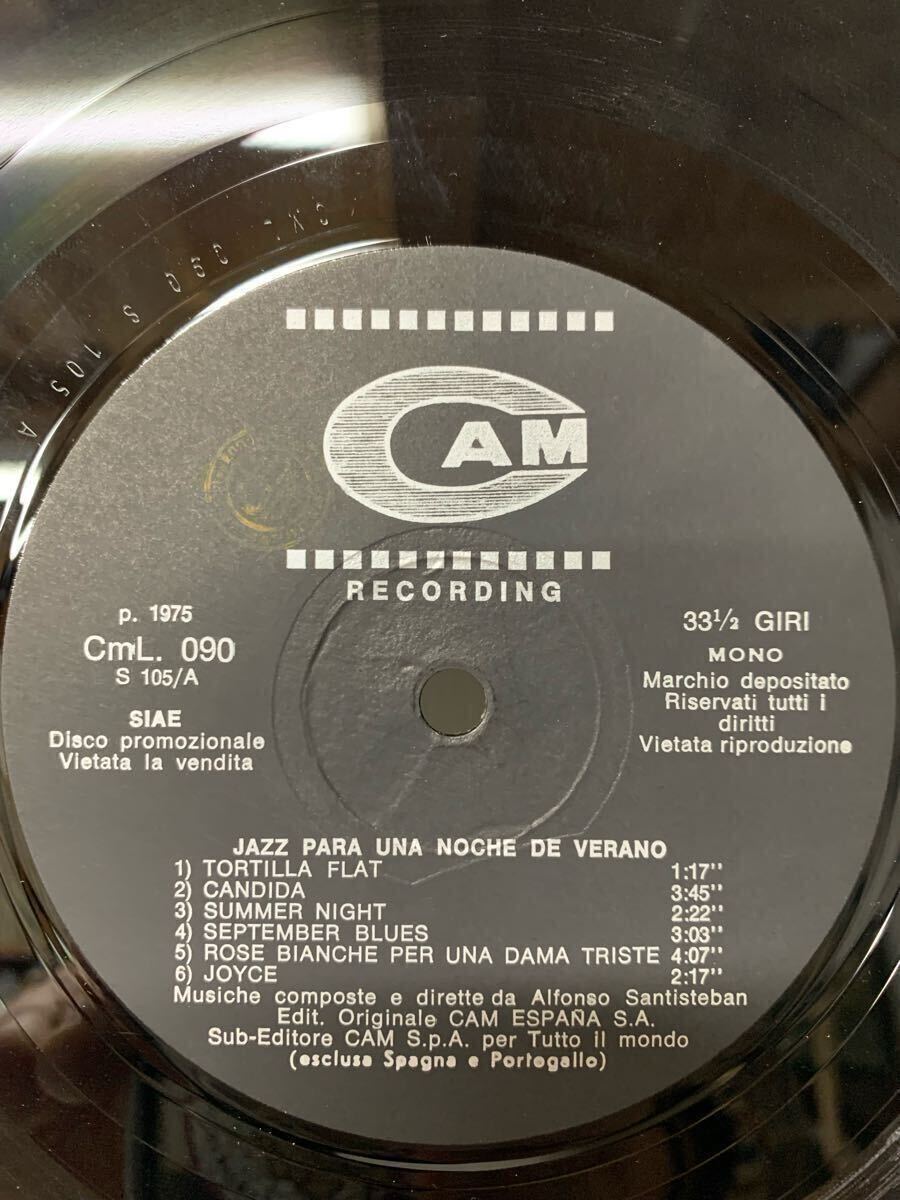 CML 090 S 105 A
CAM
RECORDING
p. 1975
CmL. 090
S 105/A
SIAE
Disco promozionale
Vietata la vendita
33½ GIRI
MONO
Marchio depositato
Riservati tutti i
diritti
Vietata riproduzione
JAZZ PARA UNA NOCHE DE VERANO
1) TORTILLA FLAT 1:17''
2) CANDIDA 3:45''
3) SUMMER NIGHT 2:22''
4) SEPTEMBER BLUES 3:03''
5) ROSE BIANCHE PER UNA DAMA TRISTE 4:07''
6) JOYCE 2:17''
Musiche composte e dirette da Alfonso Santisteban
Edit. Originale CAM ESPAÑA S.A.
Sub-Editore CAM S.p.A. per Tutto il mondo
(esclusa Spagna e Portogallo)